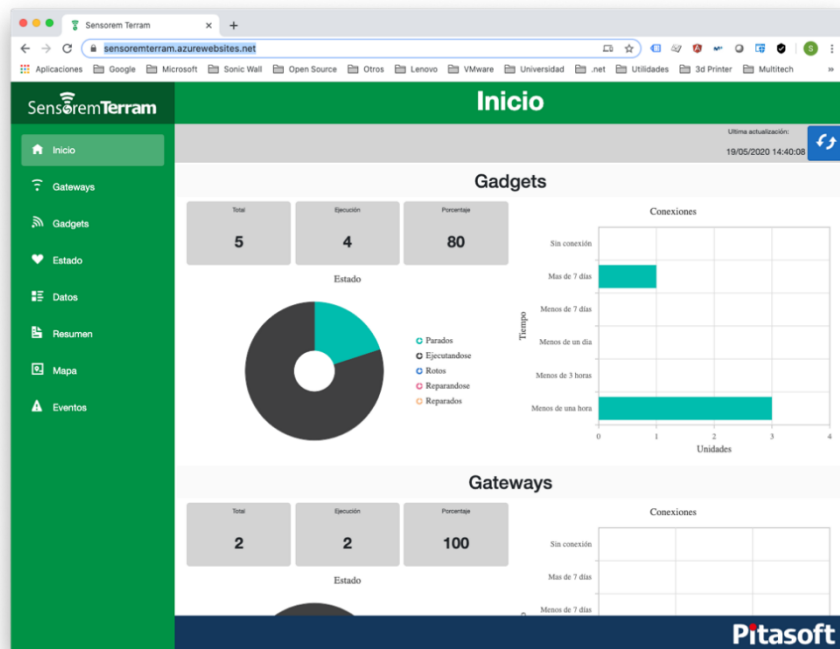 Sensorem Terram
sensoremterram.azurewebsites.net
S
Aplicaciones Google Microsoft Sonic Wall Open Source Otros Lenovo VMware Universidad .net Utilidades 3d Printer Multitech »
SensoremTerram
Inicio
Ultima actualización:
19/05/2020 14:40:08
Inicio
Gateways
Gadgets
Estado
Datos
Resumen
Mapa
Eventos
Gadgets
Total
5
Ejecución
4
Porcentaje
80
Estado
Parados
Ejecutandose
Rotos
Reparandose
Reparados
Conexiones
Tiempo
Sin conexión
Mas de 7 días
Menos de 7 días
Menos de un día
Menos de 3 horas
Menos de una hora
0 1 2 3 4
Unidades
Gateways
Total
2
Ejecución
2
Porcentaje
100
Estado
Conexiones
Sin conexión
Mas de 7 días
Menos de 7 días
Pitasoft